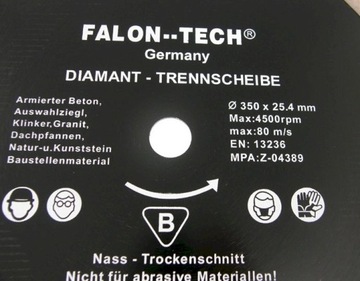 FALON--TECH®
Germany
DIAMANT - TRENNSCHEIBE
Armierter Beton,
Auswahlziegl,
Klinker,Granit,
Dachpfannen,
Natur-u.Kunststein
Baustellenmaterial
Ø 350 x 25.4 mm
Max:4500rpm
max:80 m/s
EN: 13236
MPA:Z-04389
B
Nass - Trockenschnitt
Nicht für abrasive Materiallen!